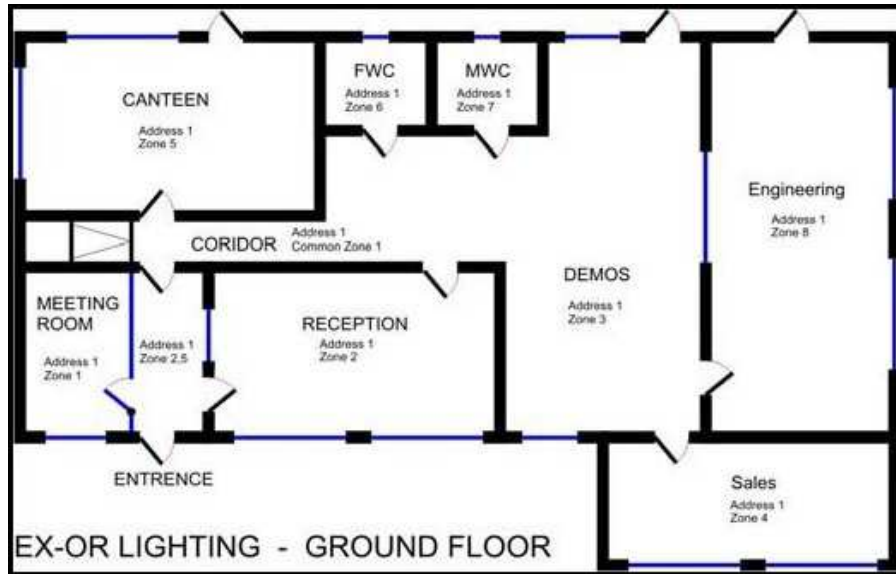 FWC
Address 1
Zone 6
MWC
Address 1
Zone 7
CANTEEN
Address 1
Zone 5
Engineering
Address 1
Zone 8
CORIDOR
Address 1
Common Zone 1
DEMOS
Address 1
Zone 3
MEETING
ROOM
Address 1
Zone 1
Address 1
Zone 2,5
RECEPTION
Address 1
Zone 2
ENTRENCE
Sales
Address 1
Zone 4
EX-OR LIGHTING - GROUND FLOOR